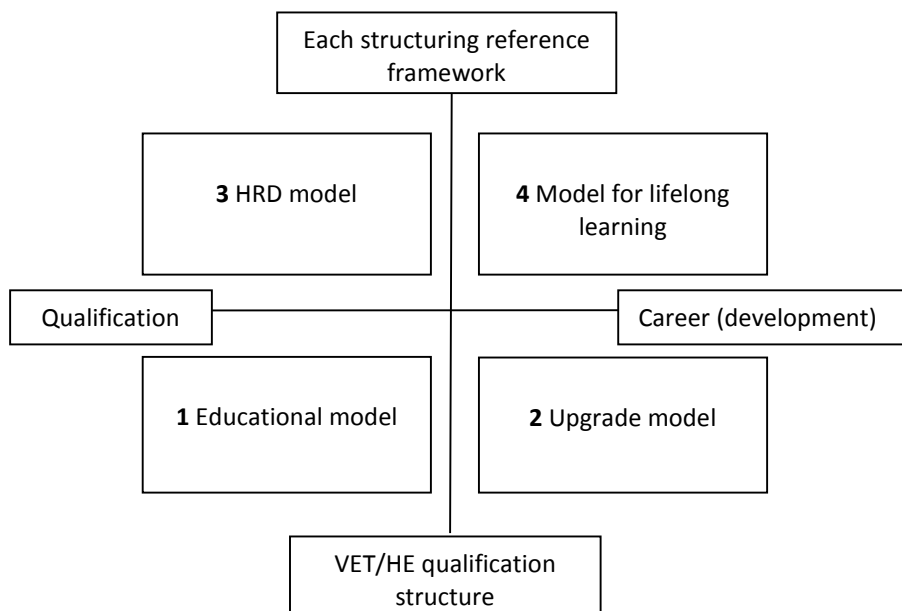 Each structuring reference
framework
3 HRD model
4 Model for lifelong
learning
Qualification
Career (development)
1 Educational model
2 Upgrade model
VET/HE qualification
structure